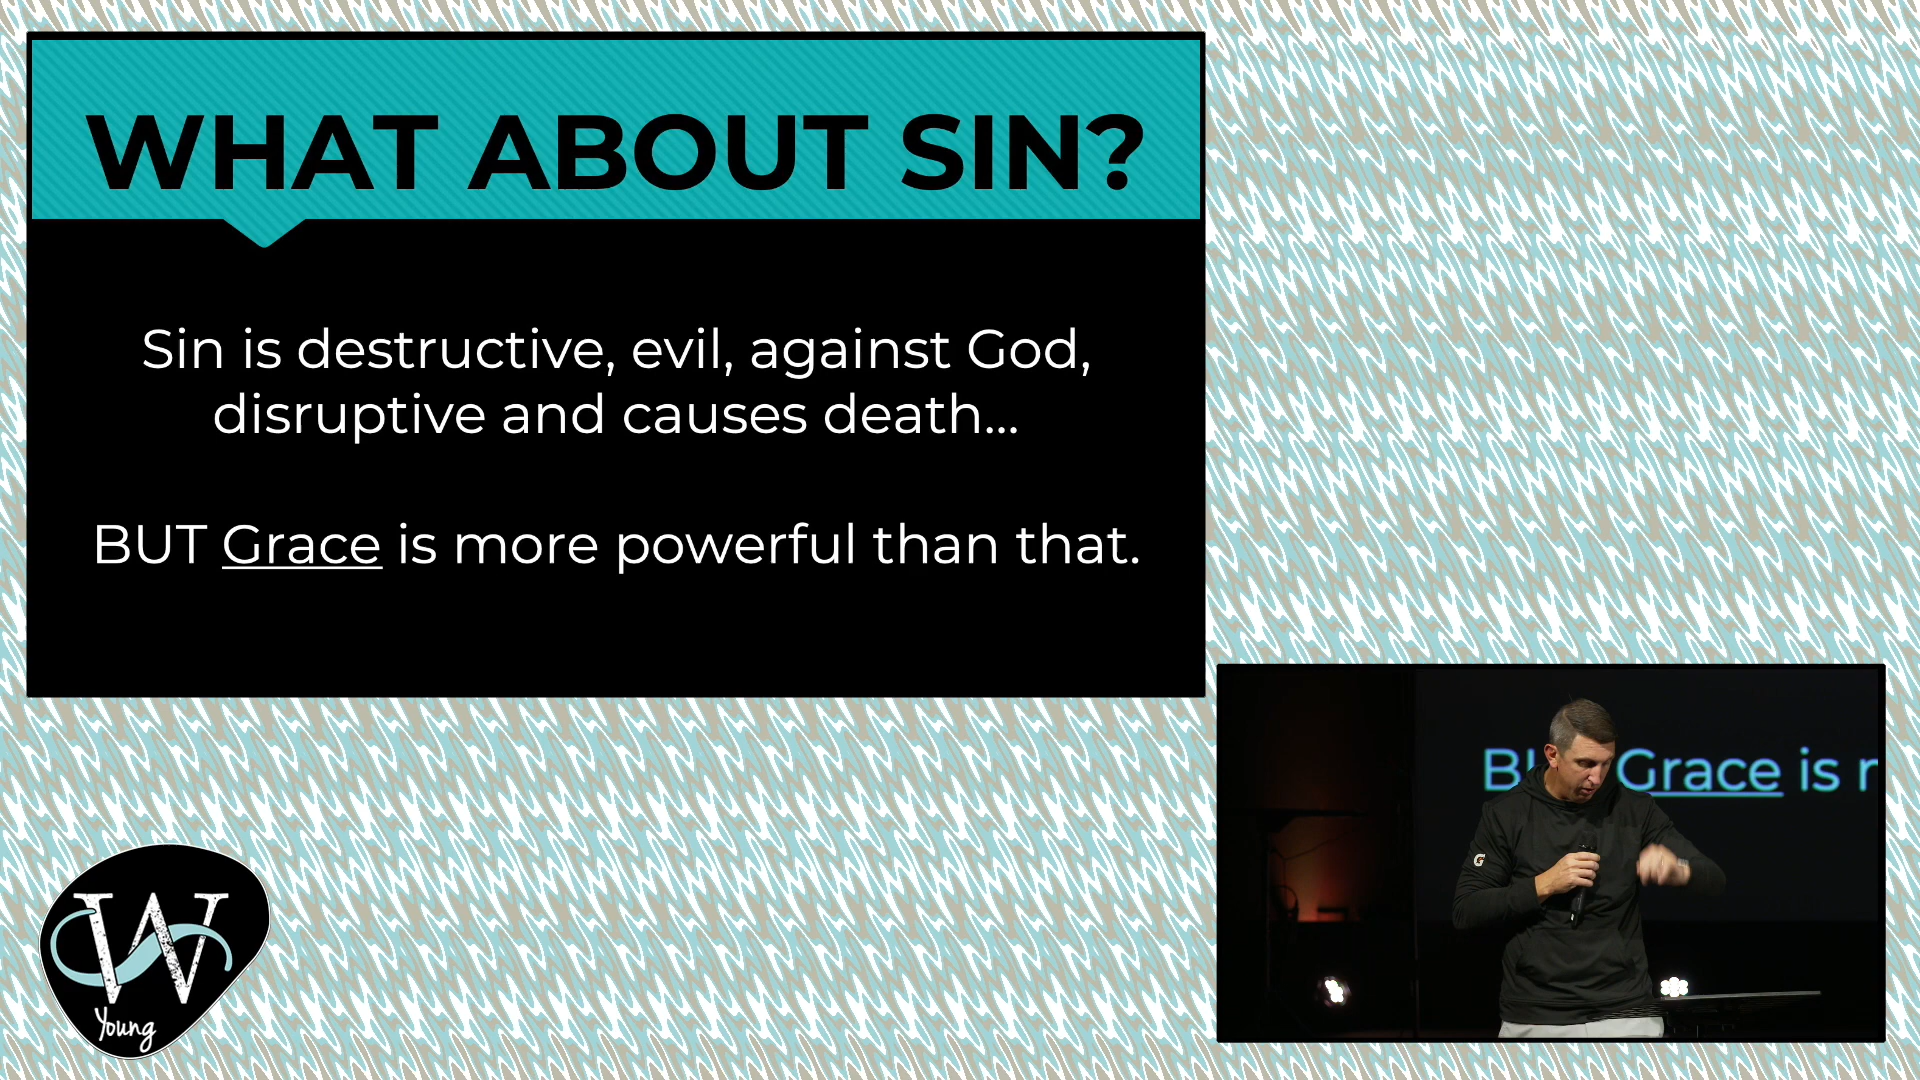 WHAT ABOUT SIN?
Sin is destructive, evil, against God,
disruptive and causes death...
BUT Grace is more powerful than that.
Grace is
G
W
Young